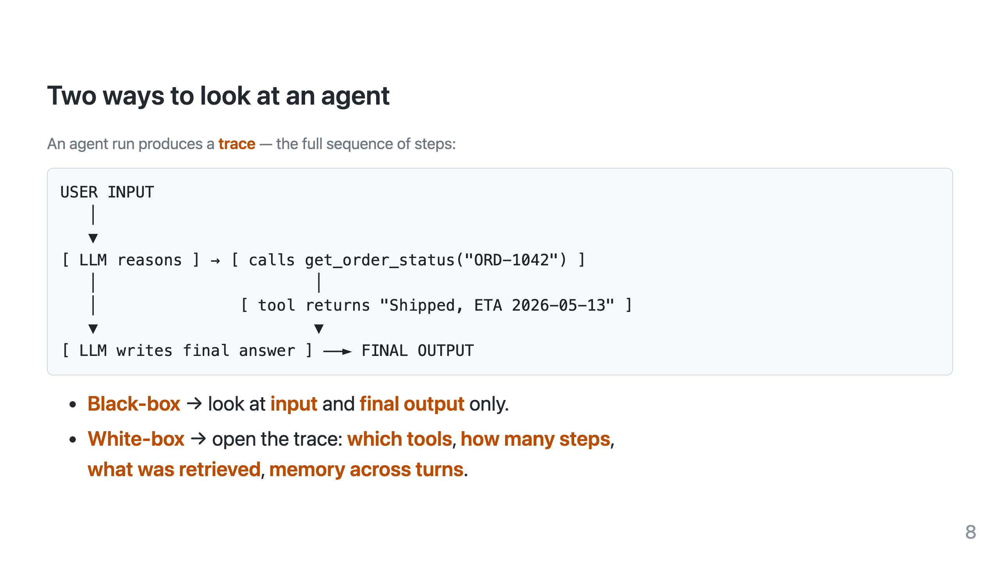 Two ways to look at an agent
An agent run produces a trace — the full sequence of steps:
USER INPUT
│
▼
[ LLM reasons ] → [ calls get_order_status("ORD-1042") ]
│ │
│ [ tool returns "Shipped, ETA 2026-05-13" ]
▼ ▼
[ LLM writes final answer ] ──► FINAL OUTPUT
• Black-box → look at input and final output only.
• White-box → open the trace: which tools, how many steps,
what was retrieved, memory across turns.
8